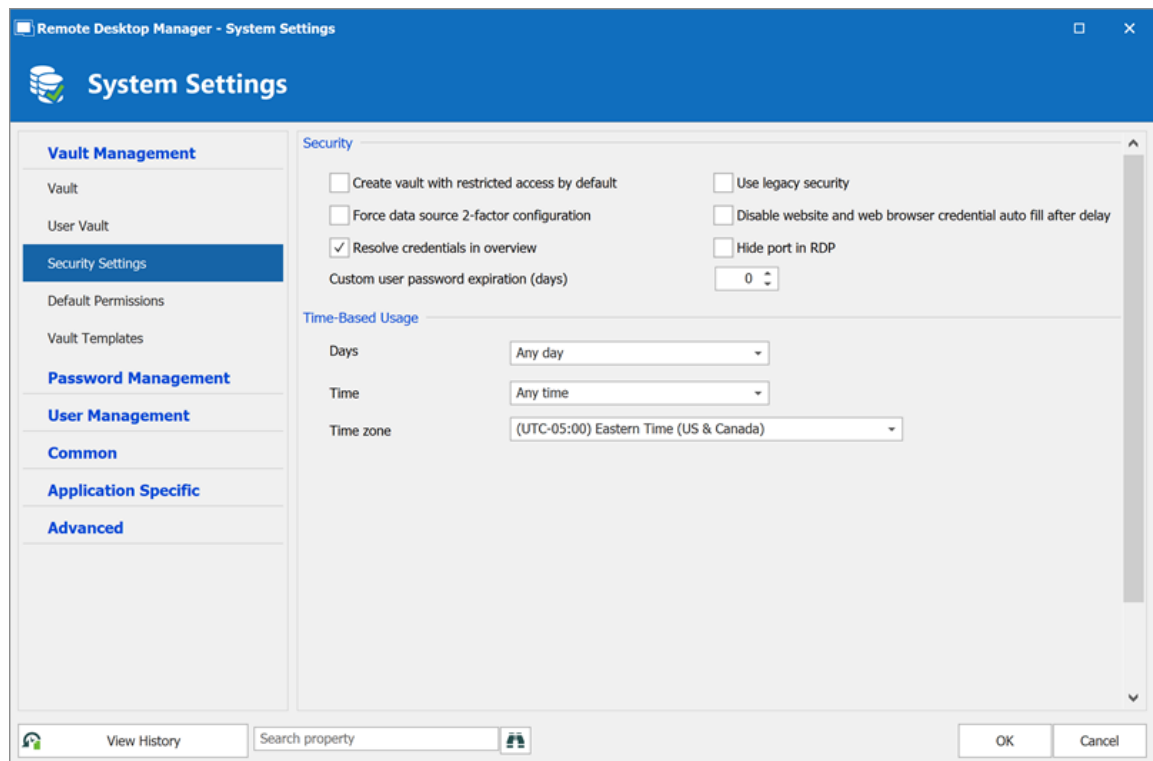 Remote Desktop Manager - System Settings
System Settings
Vault Management
Vault
User Vault
Security Settings
Default Permissions
Vault Templates
Password Management
User Management
Common
Application Specific
Advanced
Security
Create vault with restricted access by default
Use legacy security
Force data source 2-factor configuration
Disable website and web browser credential auto fill after delay
Resolve credentials in overview
Hide port in RDP
Custom user password expiration (days)
0
Time-Based Usage
Days
Any day
Time
Any time
Time zone
(UTC-05:00) Eastern Time (US & Canada)
View History
Search property
OK
Cancel